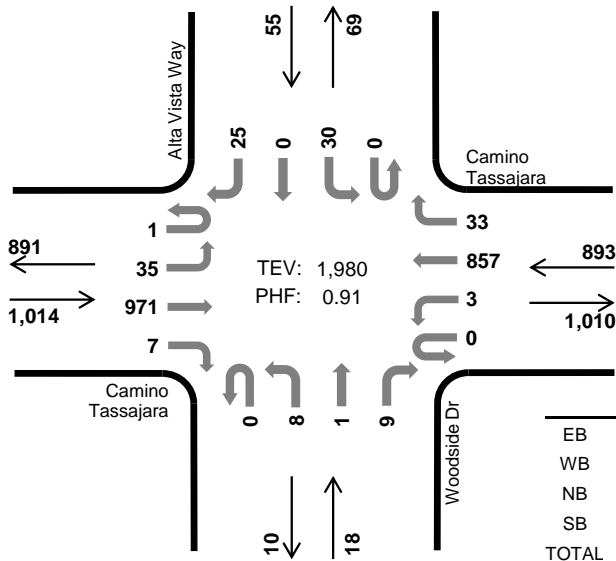 55
69
Alta Vista Way
25
0
30
0
Camino
Tassajara
1
33
891
35
TEV: 1,980
857
893
PHF: 0.91
1,014
971
3
1,010
7
0
Camino
Tassajara
0
8
1
9
Woodside Dr
EB
WB
NB
SB
TOTAL
10
18